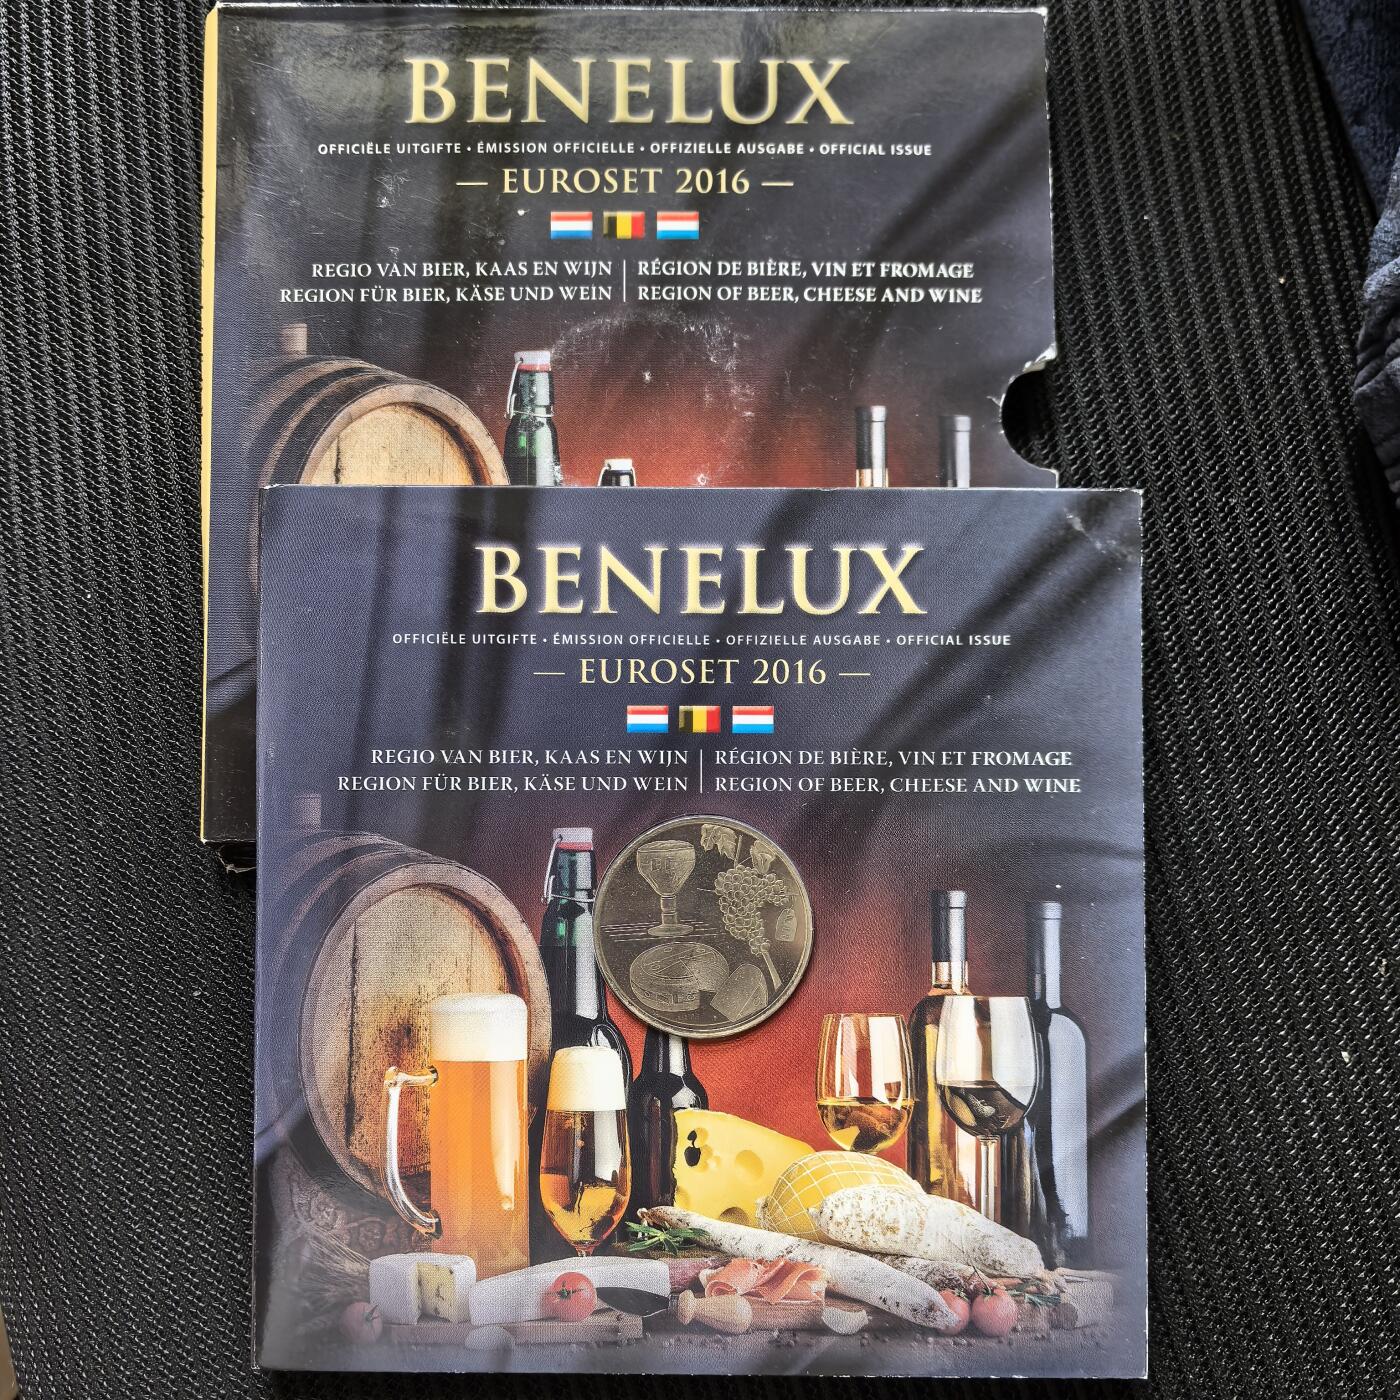 BENELUX
OFFICIËLE UITGIFTE • ÉMISSION OFFICIELLE • OFFIZIELLE AUSGABE • OFFICIAL ISSUE
— EUROSET 2016 —
REGIO VAN BIER, KAAS EN WIJN | RÉGION DE BIÈRE, VIN ET FROMAGE
REGION FÜR BIER, KÄSE UND WEIN | REGION OF BEER, CHEESE AND WINE
BENELUX
OFFICIËLE UITGIFTE • ÉMISSION OFFICIELLE • OFFIZIELLE AUSGABE • OFFICIAL ISSUE
— EUROSET 2016 —
REGIO VAN BIER, KAAS EN WIJN | RÉGION DE BIÈRE, VIN ET FROMAGE
REGION FÜR BIER, KÄSE UND WEIN | REGION OF BEER, CHEESE AND WINE